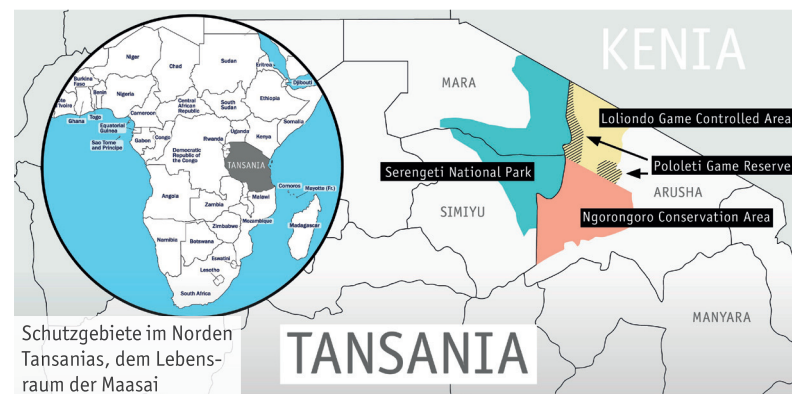 Niger
Chad
Sudan
Eritrea
Djibouti
Burkina
Faso
Benin
Nigeria
Ivoire
Ghana
Togo
Cameroon
Central
African
Republic
South
Sudan
Ethiopia
Somalia
Equatorial
Guinea
Sao Tome
and Principe
Gabon
Congo
Democratic
Republic of
the Congo
Rwanda
Uganda
Kenya
TANSANIA
Comoros
Mayotte (Fr.)
Angola
Zambia
Malawi
Mozambique
Zimbabwe
Madagascar
Namibia
Botswana
Eswatini
Lesotho
South Africa
KENIA
MARA
Loliondo Game Controlled Area
Pololeti Game Reserve
Serengeti National Park
ARUSHA
SIMIYU
Ngorongoro Conservation Area
MANYARA
Schutzgebiete im Norden
Tansanias, dem Lebens-
raum der Maasai
TANSANIA